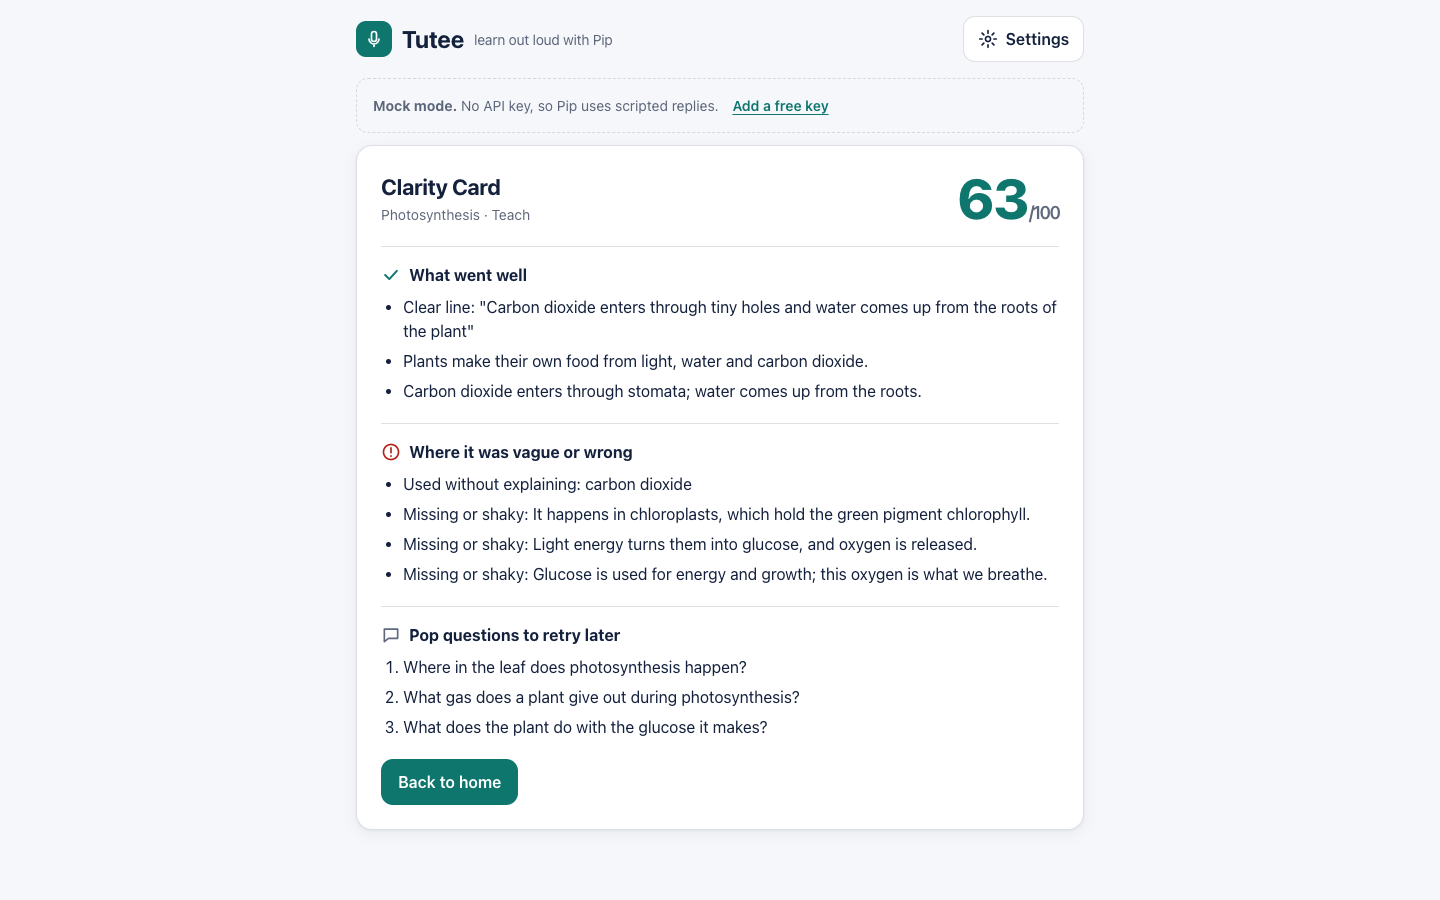 Tutee learn out loud with Pip
Settings
Mock mode. No API key, so Pip uses scripted replies. Add a free key
Clarity Card
Photosynthesis · Teach
63/100
What went well
• Clear line: "Carbon dioxide enters through tiny holes and water comes up from the roots of
the plant"
• Plants make their own food from light, water and carbon dioxide.
• Carbon dioxide enters through stomata; water comes up from the roots.
Where it was vague or wrong
• Used without explaining: carbon dioxide
• Missing or shaky: It happens in chloroplasts, which hold the green pigment chlorophyll.
• Missing or shaky: Light energy turns them into glucose, and oxygen is released.
• Missing or shaky: Glucose is used for energy and growth; this oxygen is what we breathe.
Pop questions to retry later
1. Where in the leaf does photosynthesis happen?
2. What gas does a plant give out during photosynthesis?
3. What does the plant do with the glucose it makes?
Back to home